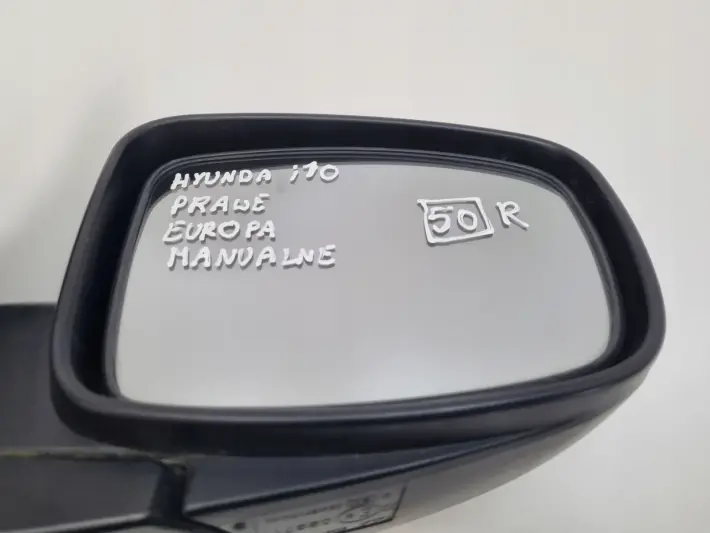 HYUNDA i10
PRAWE
EUROPA
MANUALNE
50 R